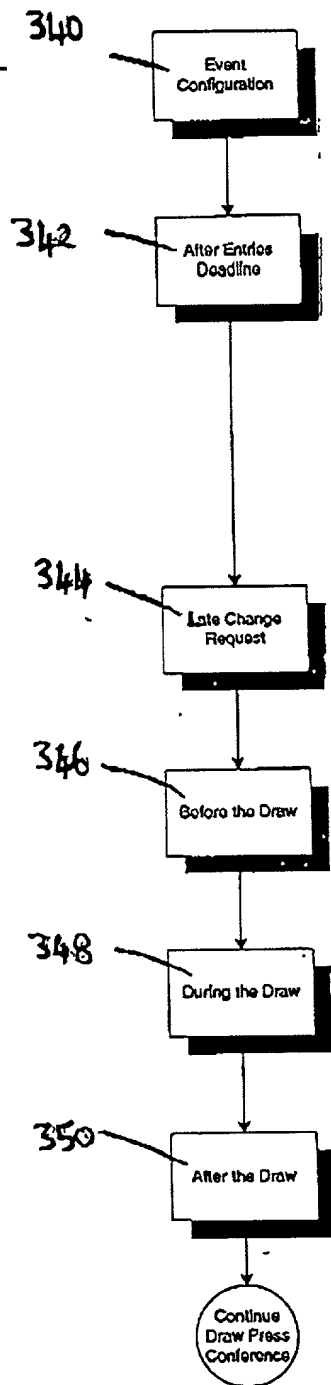 340
Event
Configuration
342
After Entries
Deadline
344
Late Change
Request
346
Before the Draw
348
During the Draw
350
After the Draw
Continue
Draw Press
Conference